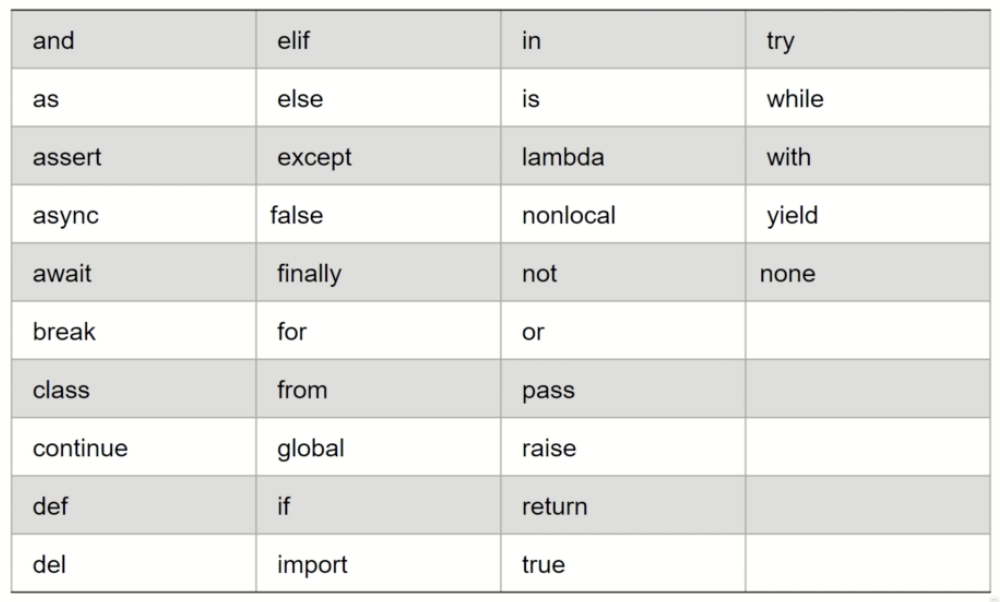 and elif in try
as else is while
assert except lambda with
async false nonlocal yield
await finally not none
break for or
class from pass
continue global raise
def if return
del import true